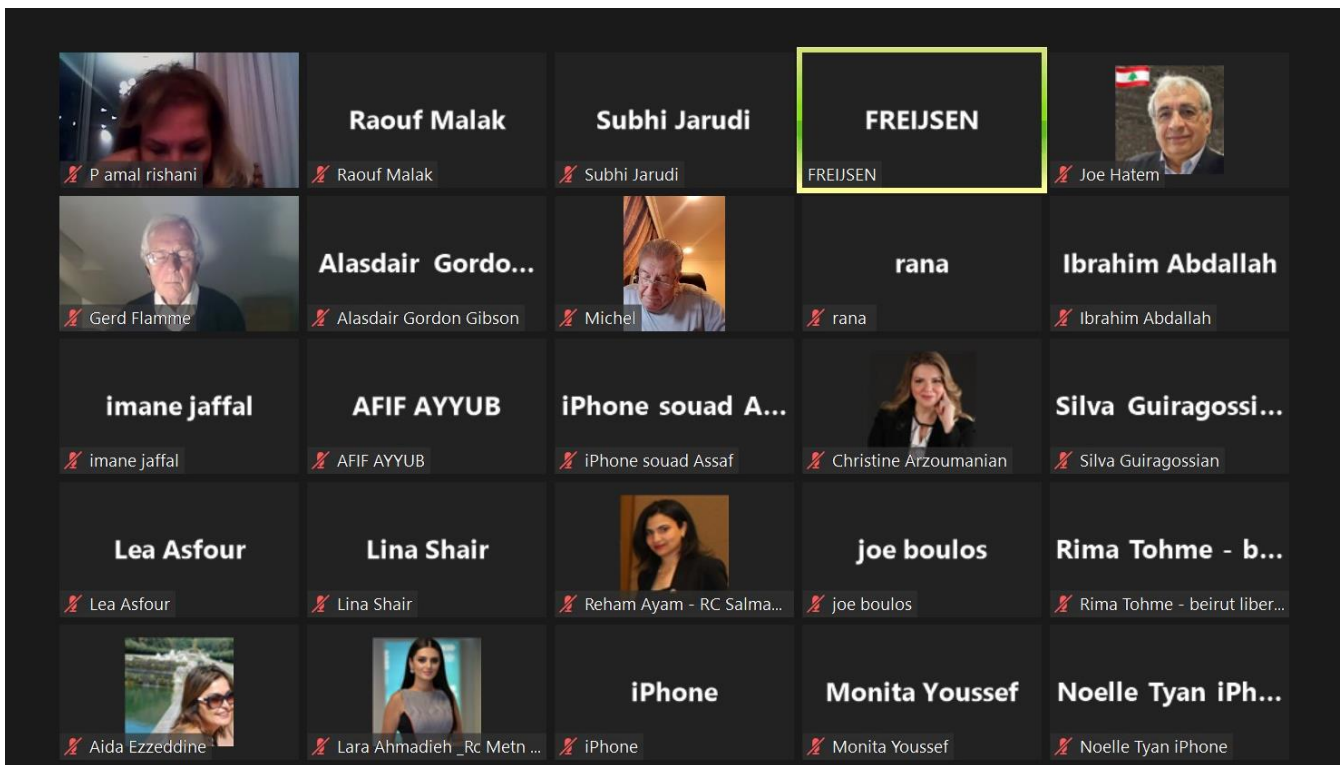 P amal rishani
Raouf Malak
Raouf Malak
Subhi Jarudi
Subhi Jarudi
FREIJSEN
FREIJSEN
Joe Hatem
Gerd Flamme
Alasdair Gordo...
Alasdair Gordon Gibson
Michel
rana
rana
Ibrahim Abdallah
Ibrahim Abdallah
imane jaffal
imane jaffal
AFIF AYYUB
AFIF AYYUB
iPhone souad A...
iPhone souad Assaf
Christine Arzoumanian
Silva Guiragossi...
Silva Guiragossian
Lea Asfour
Lea Asfour
Lina Shair
Lina Shair
Reham Ayam - RC Salma...
joe boulos
joe boulos
Rima Tohme - b...
Rima Tohme - beirut liber...
Aida Ezzeddine
Lara Ahmadieh _Rc Metn ...
iPhone
iPhone
Monita Youssef
Monita Youssef
Noelle Tyan iPh...
Noelle Tyan iPhone